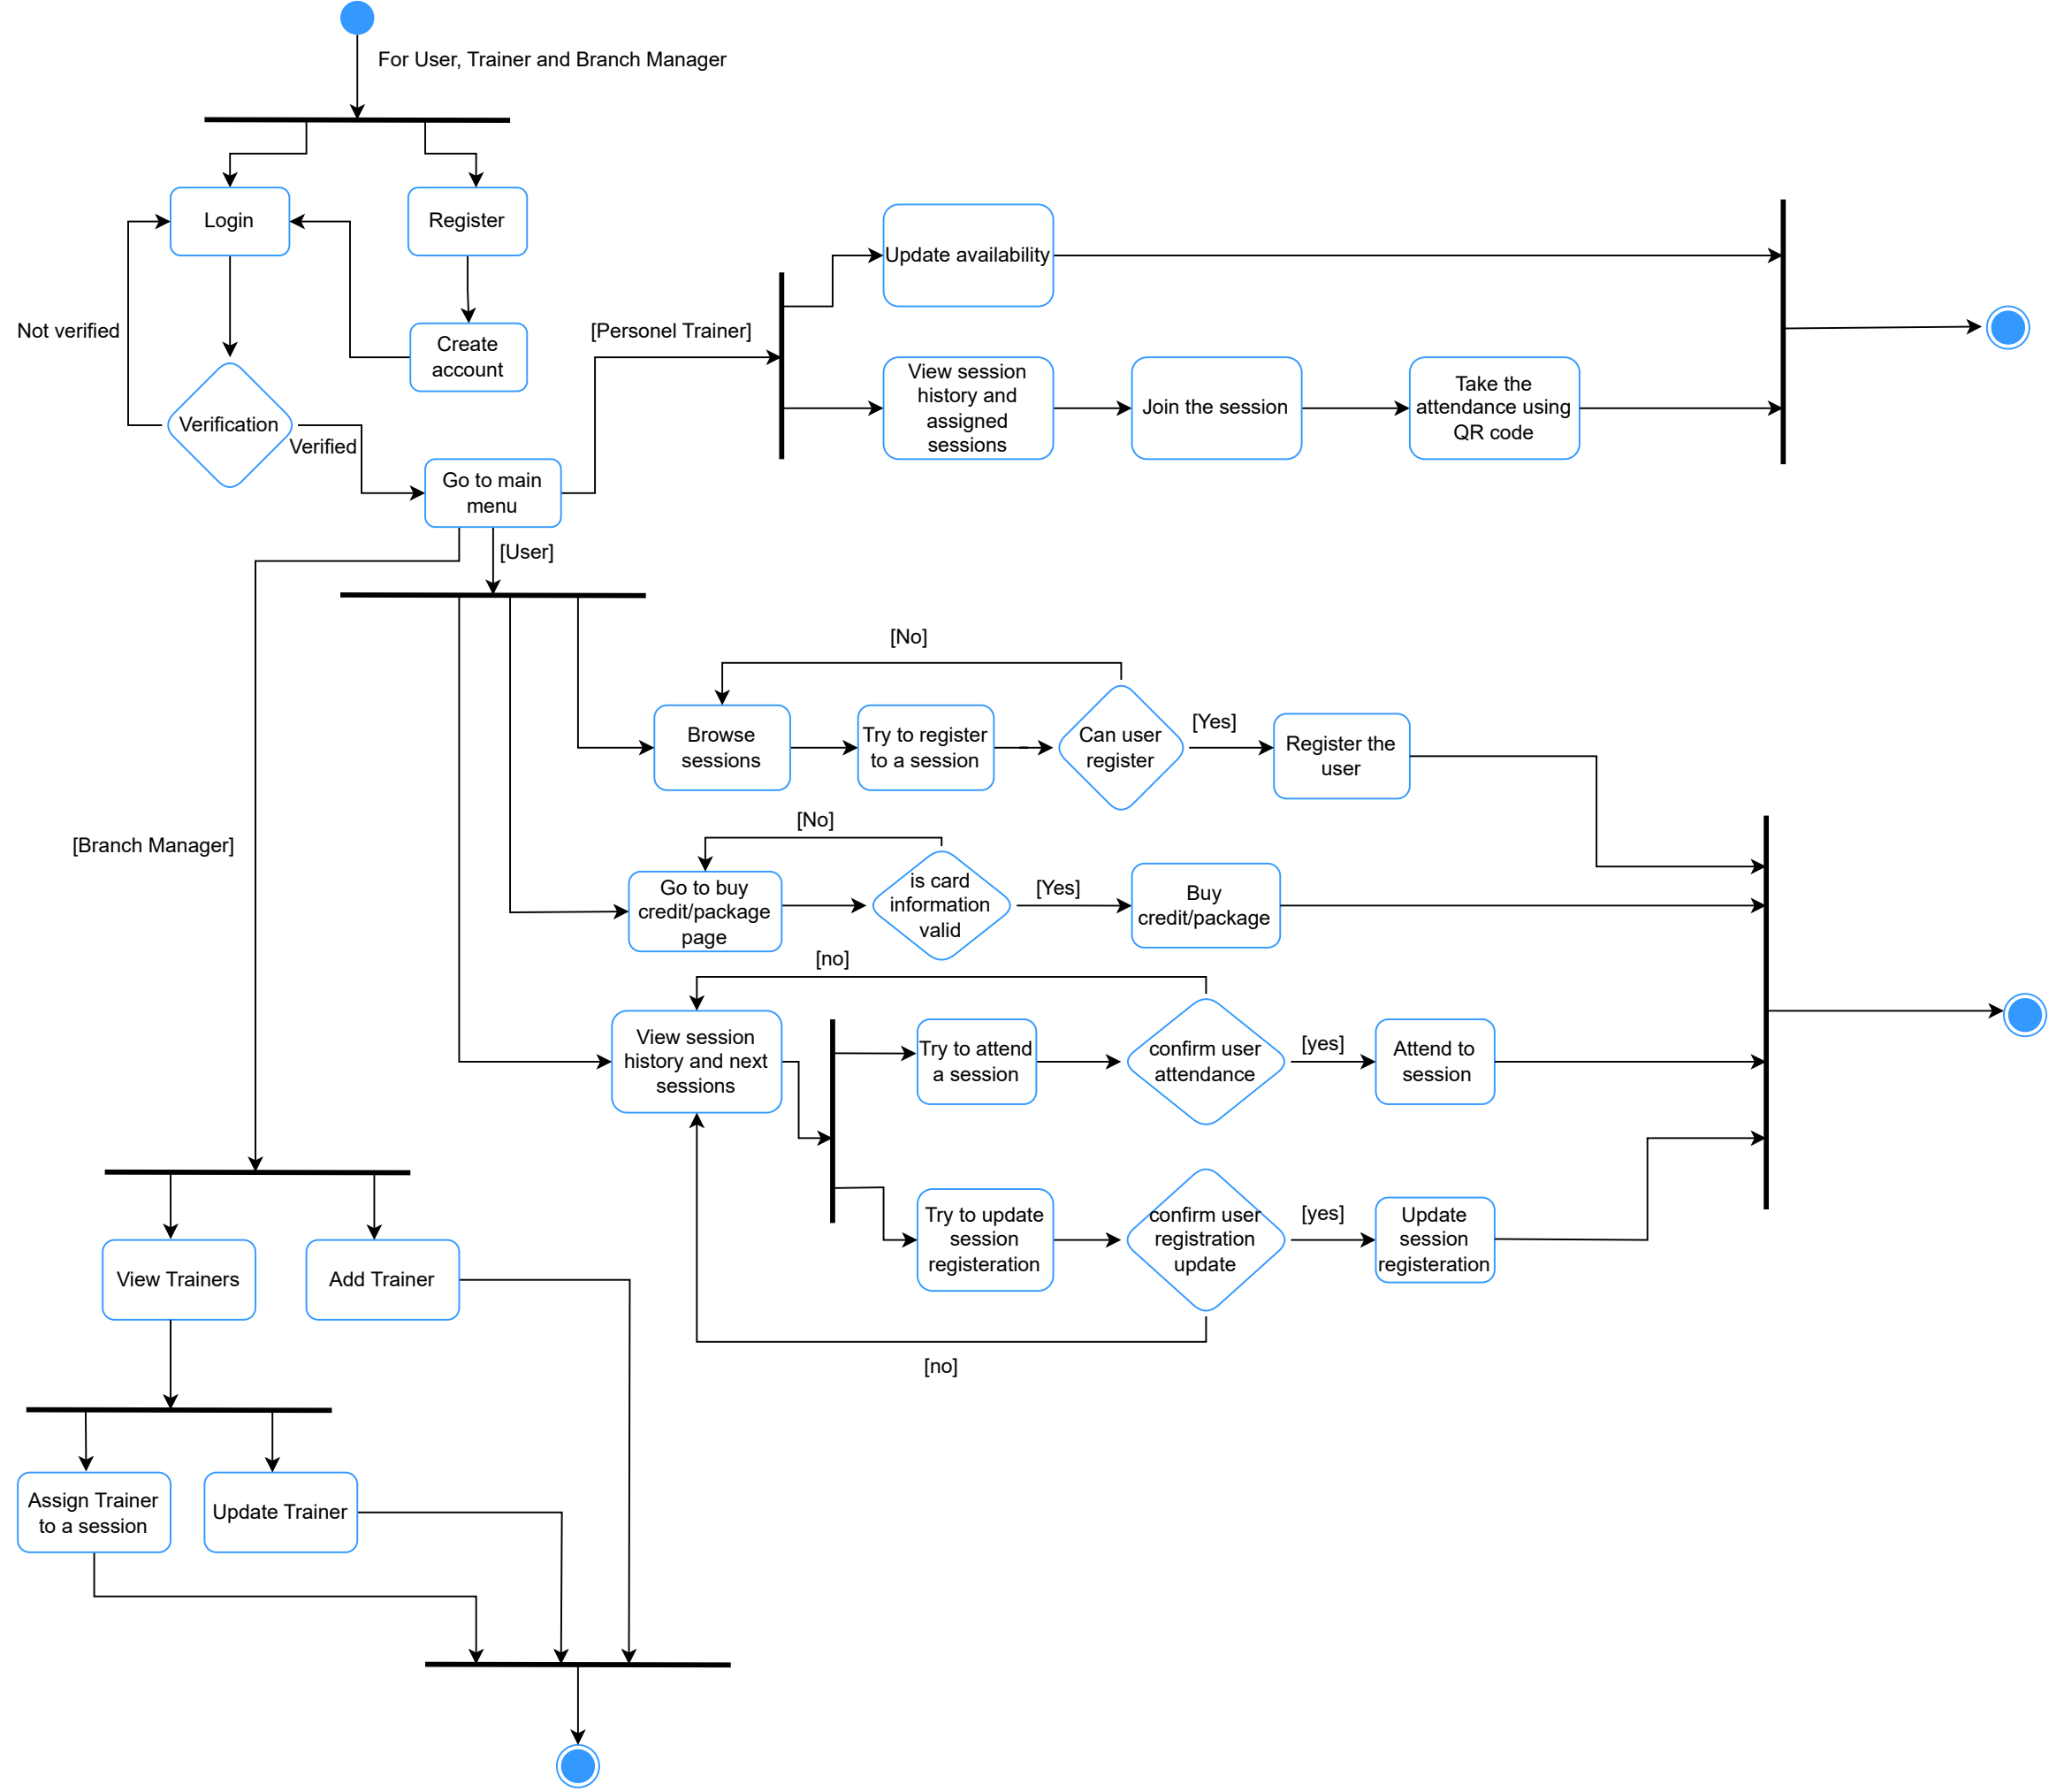 For User, Trainer and Branch Manager
Login
Register
Update availability
Not verified
Create
account
[Personel Trainer]
View session
history and
assigned
sessions
Join the session
Take the
attendance using
QR code
Verification
Verified
Go to main
menu
[User]
[No]
Browse
sessions
Try to register
to a session
Can user
register
[Yes]
Register the
user
[Branch Manager]
[No]
Go to buy
credit/package
page
is card
information
valid
[Yes]
Buy
credit/package
[no]
View session
history and next
sessions
Try to attend
a session
confirm user
attendance
[yes]
Attend to
session
Try to update
session
registeration
confirm user
registration
update
[yes]
Update
session
registeration
[no]
View Trainers
Add Trainer
Assign Trainer
to a session
Update Trainer